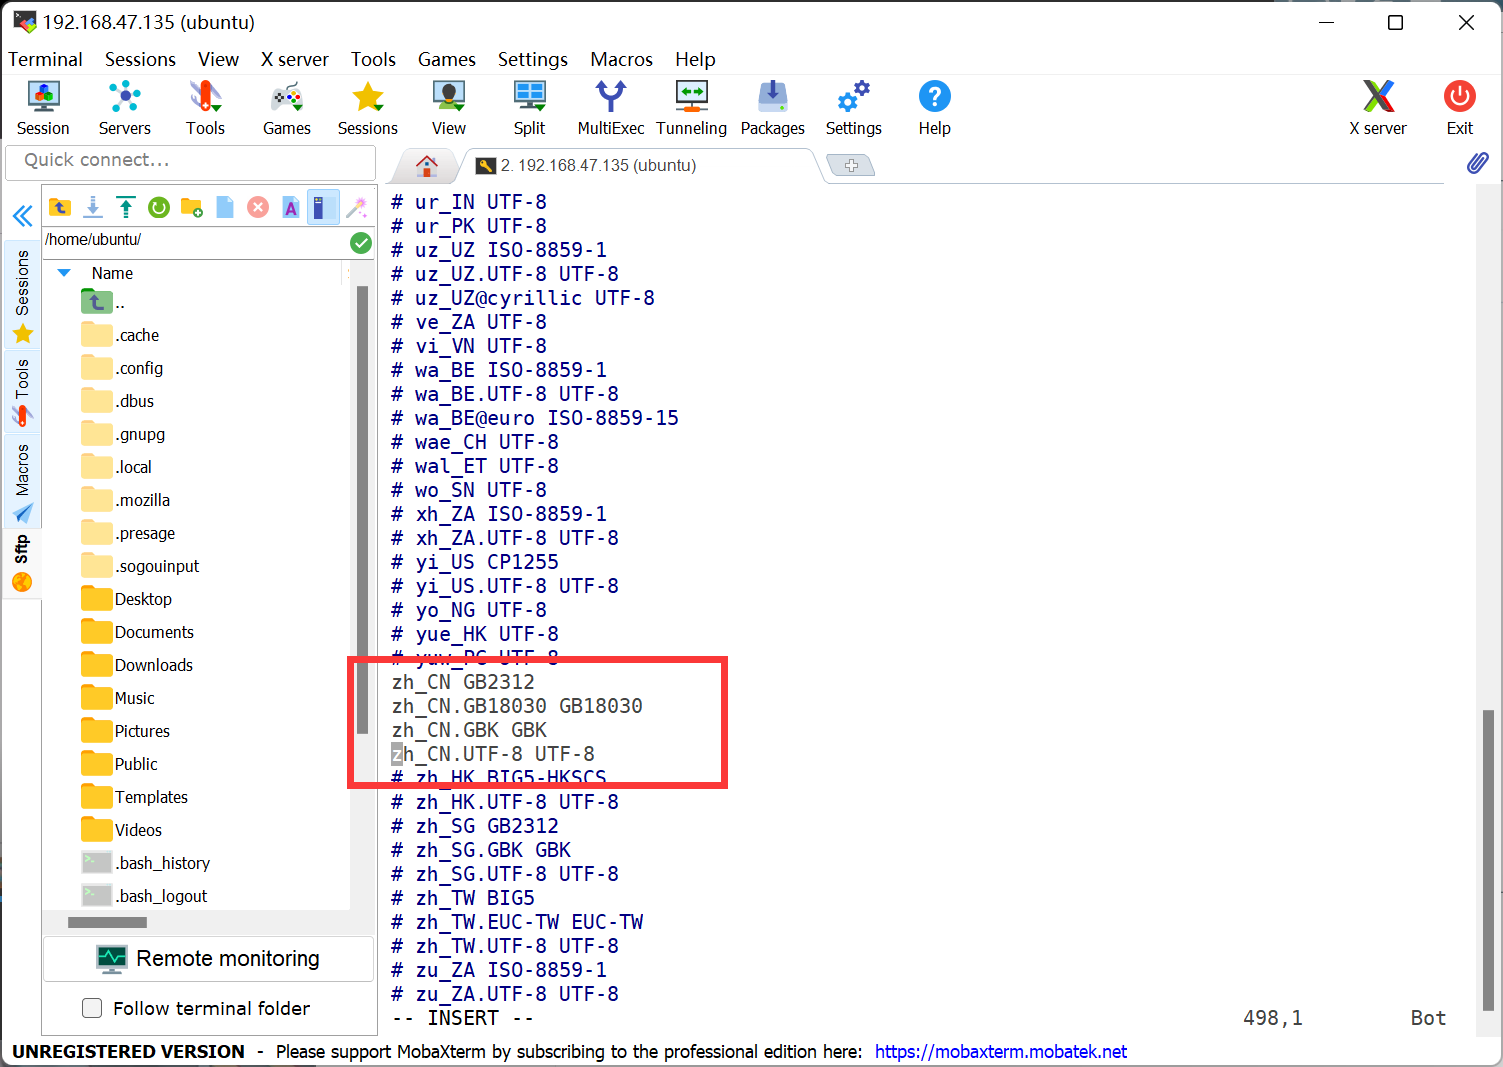 192.168.47.135 (ubuntu)
Terminal Sessions View X server Tools Games Settings Macros Help
Session Servers Tools Games Sessions View Split MultiExec Tunneling Packages Settings Help X server Exit
Quick connect...
2. 192.168.47.135 (ubuntu)
/home/ubuntu/
Name
..
.cache
.config
.dbus
.gnupg
.local
.mozilla
.presage
.sogouinput
Desktop
Documents
Downloads
Music
Pictures
Public
Templates
Videos
.bash_history
.bash_logout
Sessions
Tools
Macros
Sftp
Remote monitoring
Follow terminal folder
# ur_IN UTF-8
# ur_PK UTF-8
# uz_UZ ISO-8859-1
# uz_UZ.UTF-8 UTF-8
# uz_UZ@cyrillic UTF-8
# ve_ZA UTF-8
# vi_VN UTF-8
# wa_BE ISO-8859-1
# wa_BE.UTF-8 UTF-8
# wa_BE@euro ISO-8859-15
# wae_CH UTF-8
# wal_ET UTF-8
# wo_SN UTF-8
# xh_ZA ISO-8859-1
# xh_ZA.UTF-8 UTF-8
# yi_US CP1255
# yi_US.UTF-8 UTF-8
# yo_NG UTF-8
# yue_HK UTF-8
# yuw_PG UTF-8
zh_CN GB2312
zh_CN.GB18030 GB18030
zh_CN.GBK GBK
zh_CN.UTF-8 UTF-8
# zh_HK BIG5-HKSCS
# zh_HK.UTF-8 UTF-8
# zh_SG GB2312
# zh_SG.GBK GBK
# zh_SG.UTF-8 UTF-8
# zh_TW BIG5
# zh_TW.EUC-TW EUC-TW
# zh_TW.UTF-8 UTF-8
# zu_ZA ISO-8859-1
# zu_ZA.UTF-8 UTF-8
-- INSERT -- 498,1 Bot
UNREGISTERED VERSION - Please support MobaXterm by subscribing to the professional edition here: https://mobaxterm.mobatek.net